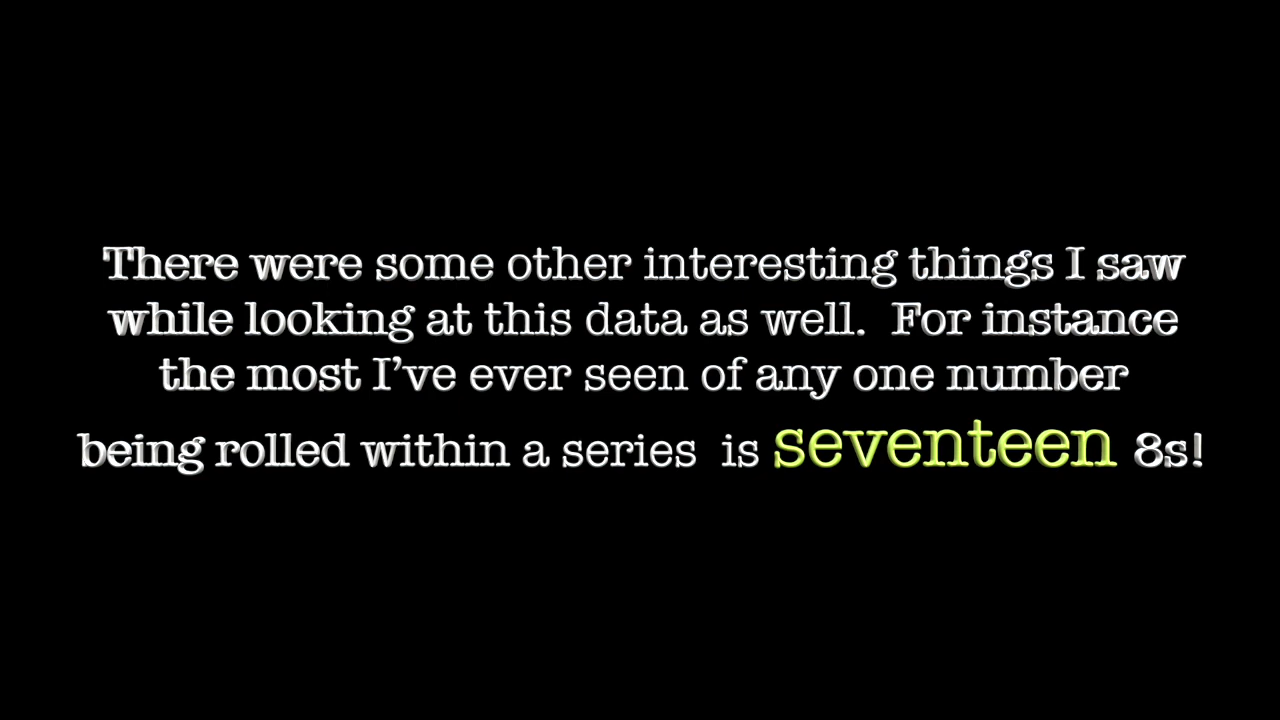 There were some other interesting things I saw
while looking at this data as well.  For instance
the most I’ve ever seen of any one number
being rolled within a series  is seventeen 8s!